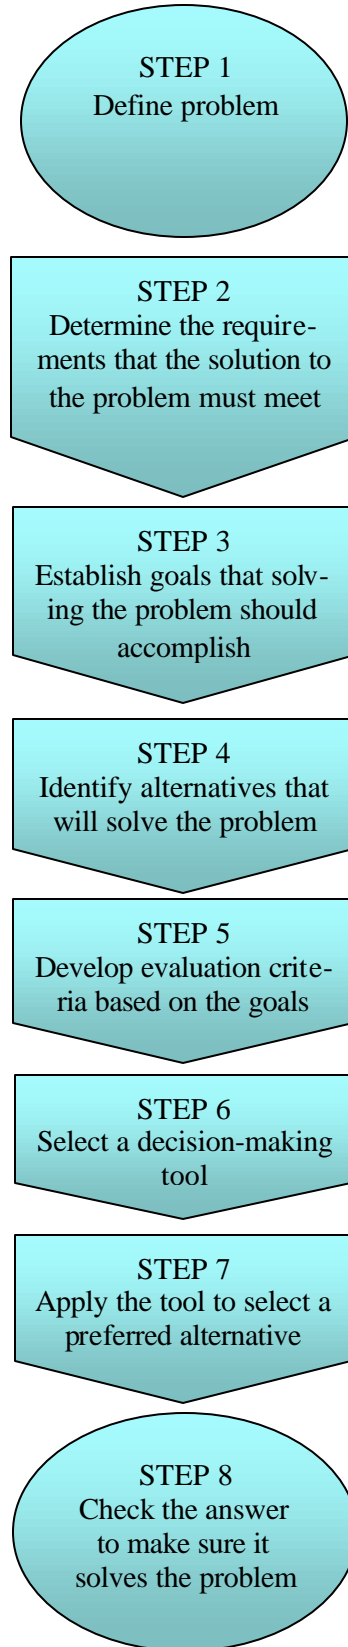 STEP 1
Define problem
STEP 2
Determine the require-
ments that the solution to
the problem must meet
STEP 3
Establish goals that solv-
ing the problem should
accomplish
STEP 4
Identify alternatives that
will solve the problem
STEP 5
Develop evaluation crite-
ria based on the goals
STEP 6
Select a decision-making
tool
STEP 7
Apply the tool to select a
preferred alternative
STEP 8
Check the answer
to make sure it
solves the problem